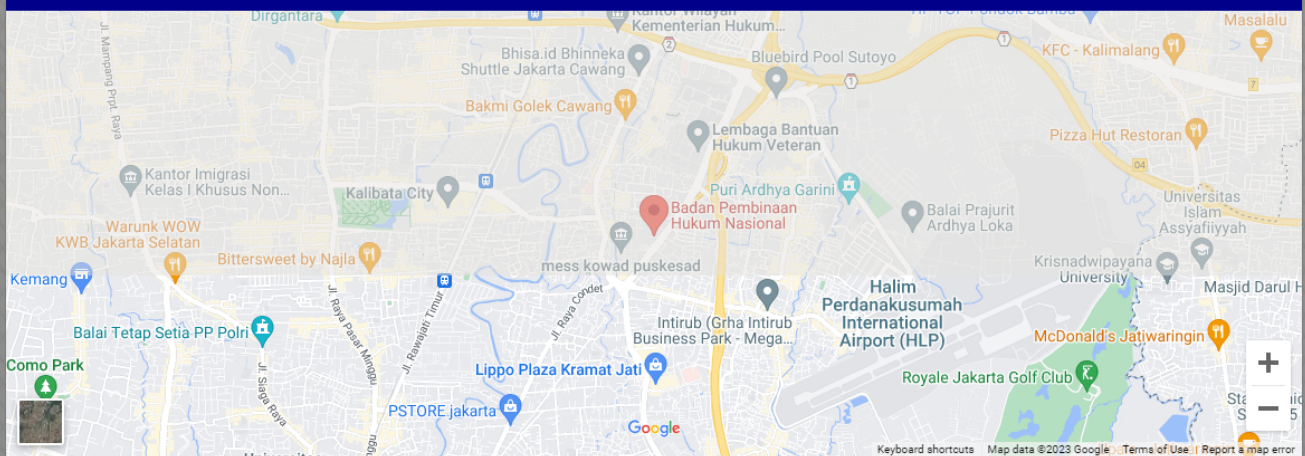 Dirgantara
Kantor Wilayah
Kementerian Hukum...
Masalalu
2
1
Jl. Mampang Prpt. Raya
Bhisa.id Bhinneka
Shuttle Jakarta Cawang
Bluebird Pool Sutoyo
KFC - Kalimalang
1
7
Bakmi Golek Cawang
Lembaga Bantuan
Hukum Veteran
Pizza Hut Restoran
04
Kantor Imigrasi
Kelas I Khusus Non...
Kalibata City
Puri Ardhya Garini
Universitas
Islam
Assyafiiyyah
Badan Pembinaan
Hukum Nasional
Balai Prajurit
Ardhya Loka
Warunk WOW
KWB Jakarta Selatan
Bittersweet by Najla
mess kowad puskesad
Krisnadwipayana
University
Kemang
Halim
Perdanakusumah
International
Airport (HLP)
Masjid Darul
Jl. Raya Pasar Minggu
Jl. Rawajati Timur
Jl. Raya Condet
Balai Tetap Setia PP Polri
Intirub (Grha Intirub
Business Park - Mega...
McDonald's Jatiwaringin
Como Park
Jl. Siaga Raya
Lippo Plaza Kramat Jati
Royale Jakarta Golf Club
PSTORE jakarta
Google
+
−
Keyboard shortcuts
Map data ©2023 Google
Terms of Use
Report a map error